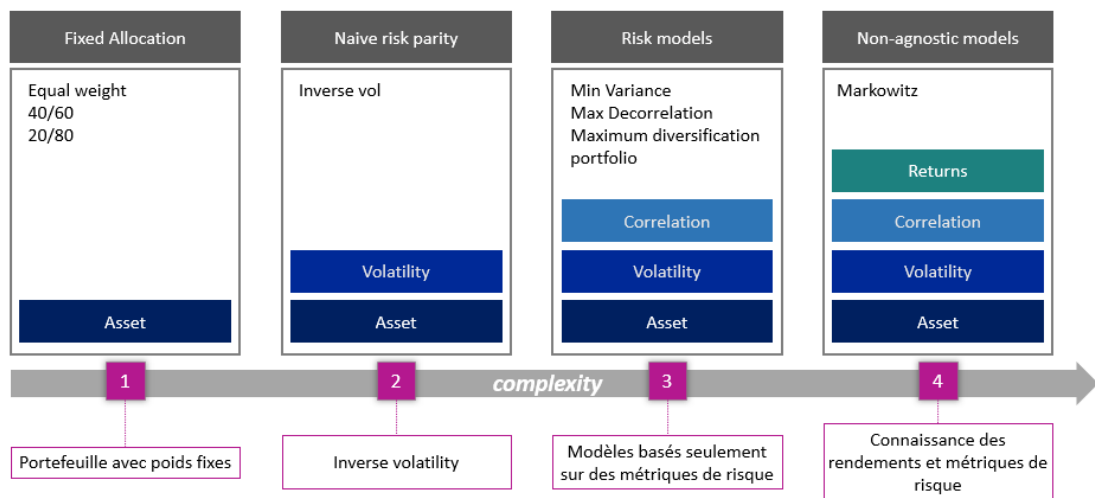 Fixed Allocation
Naive risk parity
Risk models
Non-agnostic models
Equal weight
40/60
20/80
Asset
Inverse vol
Volatility
Asset
Min Variance
Max Decorrelation
Maximum diversification
portfolio
Correlation
Volatility
Asset
Markowitz
Returns
Correlation
Volatility
Asset
1
2
complexity
3
4
Portefeuille avec poids fixes
Inverse volatility
Modèles basés seulement
sur des métriques de risque
Connaissance des
rendements et métriques de
risque